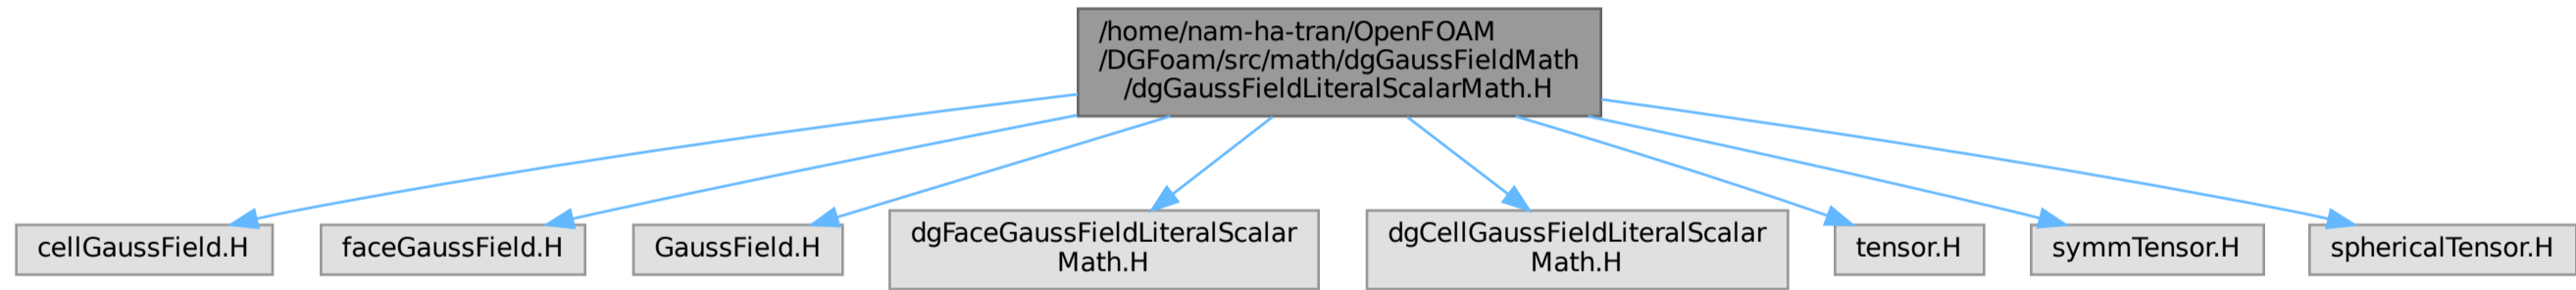 /home/nam-ha-tran/OpenFOAM
/DGFoam/src/math/dgGaussFieldMath
/dgGaussFieldLiteralScalarMath.H
cellGaussField.H
faceGaussField.H
GaussField.H
dgFaceGaussFieldLiteralScalar
Math.H
dgCellGaussFieldLiteralScalar
Math.H
tensor.H
symmTensor.H
sphericalTensor.H